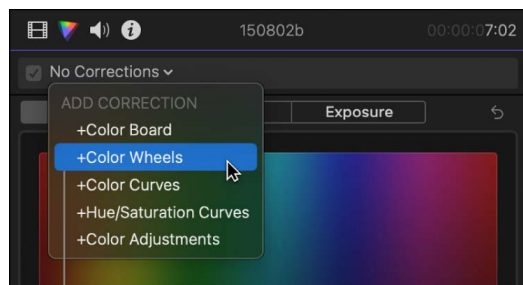 150802b 00:00:07:02
No Corrections
ADD CORRECTION
Exposure
+Color Board
+Color Wheels
+Color Curves
+Hue/Saturation Curves
+Color Adjustments